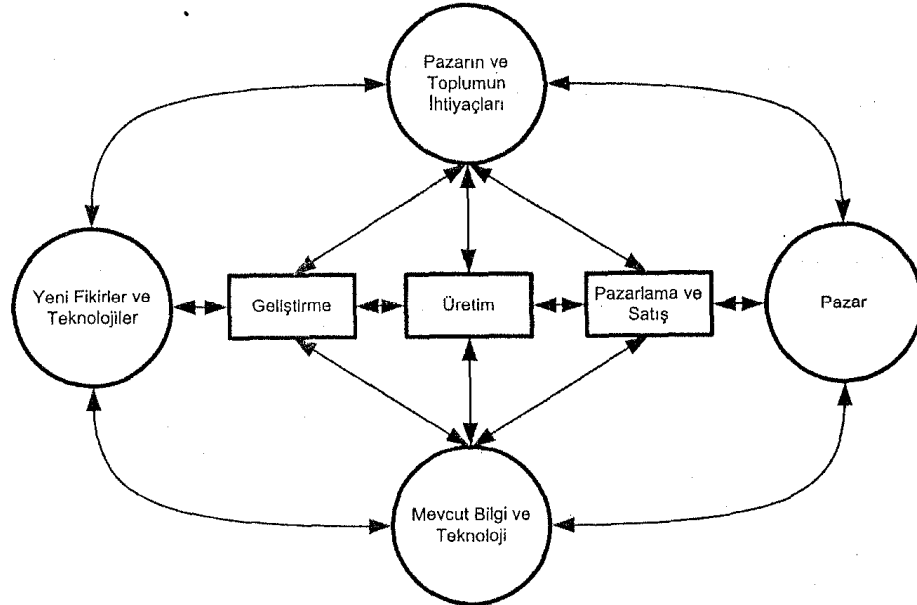 Pazarın ve
Toplumun
İhtiyaçları
Yeni Fikirler ve
Teknolojiler
Geliştirme
Üretim
Pazarlama ve
Satış
Pazar
Mevcut Bilgi ve
Teknoloji